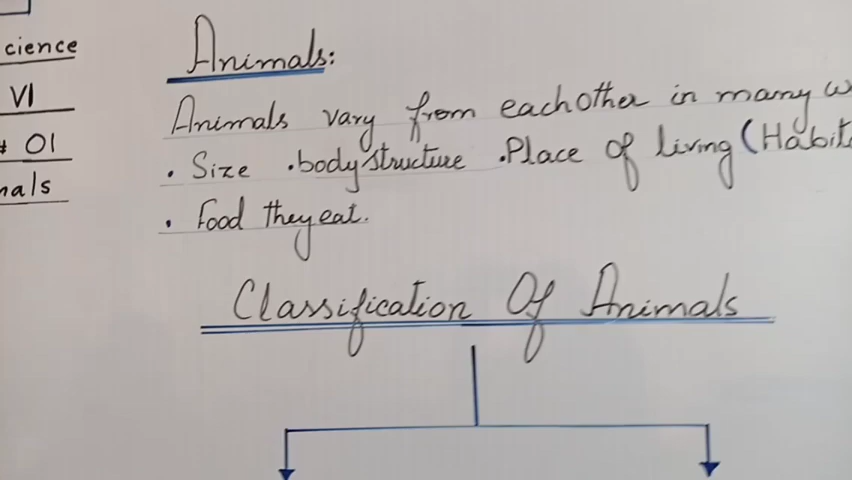 Animals:
Animals vary from eachother in many
. Size .body structure .Place of living (Habit
. Food they eat.
Classification Of Animals
cience
VI
# 01
nals